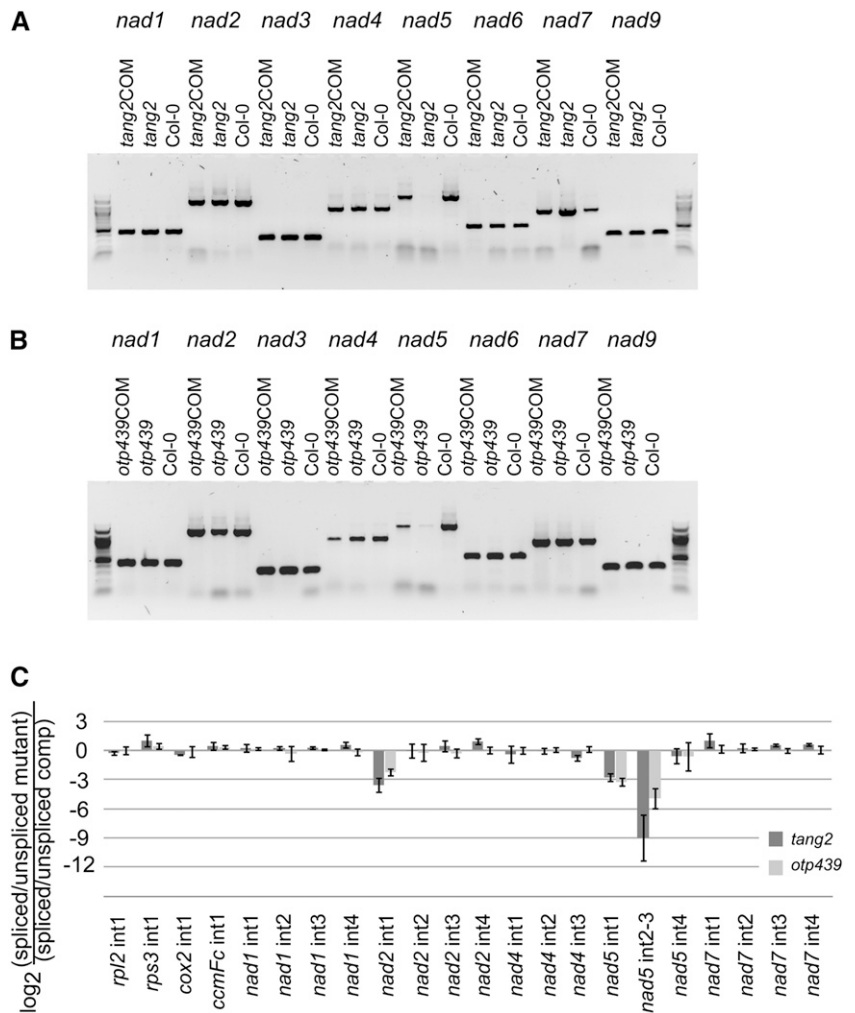 A
nad1 nad2 nad3 nad4 nad5 nad6 nad7 nad9
tang2COM tang2 Col-0 tang2COM tang2 Col-0 tang2COM tang2 Col-0 tang2COM tang2 Col-0 tang2COM tang2 Col-0 tang2COM tang2 Col-0 tang2COM tang2 Col-0 tang2COM tang2 Col-0
B
nad1 nad2 nad3 nad4 nad5 nad6 nad7 nad9
otp439COM otp439 Col-0 otp439COM otp439 Col-0 otp439COM otp439 Col-0 otp439COM otp439 Col-0 otp439COM otp439 Col-0 otp439COM otp439 Col-0 otp439COM otp439 Col-0 otp439COM otp439 Col-0
C
log2 (spliced/unspliced mutant)
(spliced/unspliced comp)
3
0
-3
-6
-9
-12
tang2
otp439
rpl2 int1
rps3 int1
cox2 int1
ccmFc int1
nad1 int1
nad1 int2
nad1 int3
nad1 int4
nad2 int1
nad2 int2
nad2 int3
nad2 int4
nad4 int1
nad4 int2
nad4 int3
nad5 int1
nad5 int2-3
nad5 int4
nad7 int1
nad7 int2
nad7 int3
nad7 int4